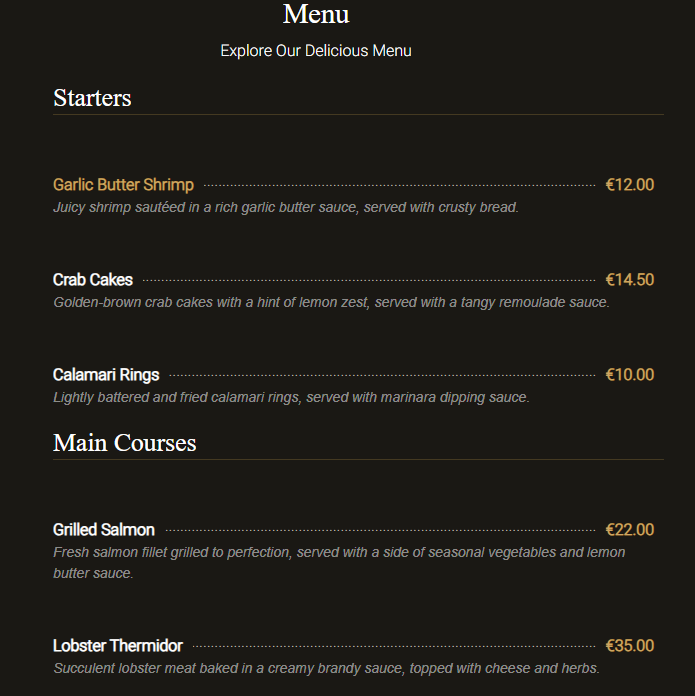 Menu
Explore Our Delicious Menu
Starters
Garlic Butter Shrimp €12.00
Juicy shrimp sautéed in a rich garlic butter sauce, served with crusty bread.
Crab Cakes €14.50
Golden-brown crab cakes with a hint of lemon zest, served with a tangy remoulade sauce.
Calamari Rings €10.00
Lightly battered and fried calamari rings, served with marinara dipping sauce.
Main Courses
Grilled Salmon €22.00
Fresh salmon fillet grilled to perfection, served with a side of seasonal vegetables and lemon
butter sauce.
Lobster Thermidor €35.00
Succulent lobster meat baked in a creamy brandy sauce, topped with cheese and herbs.